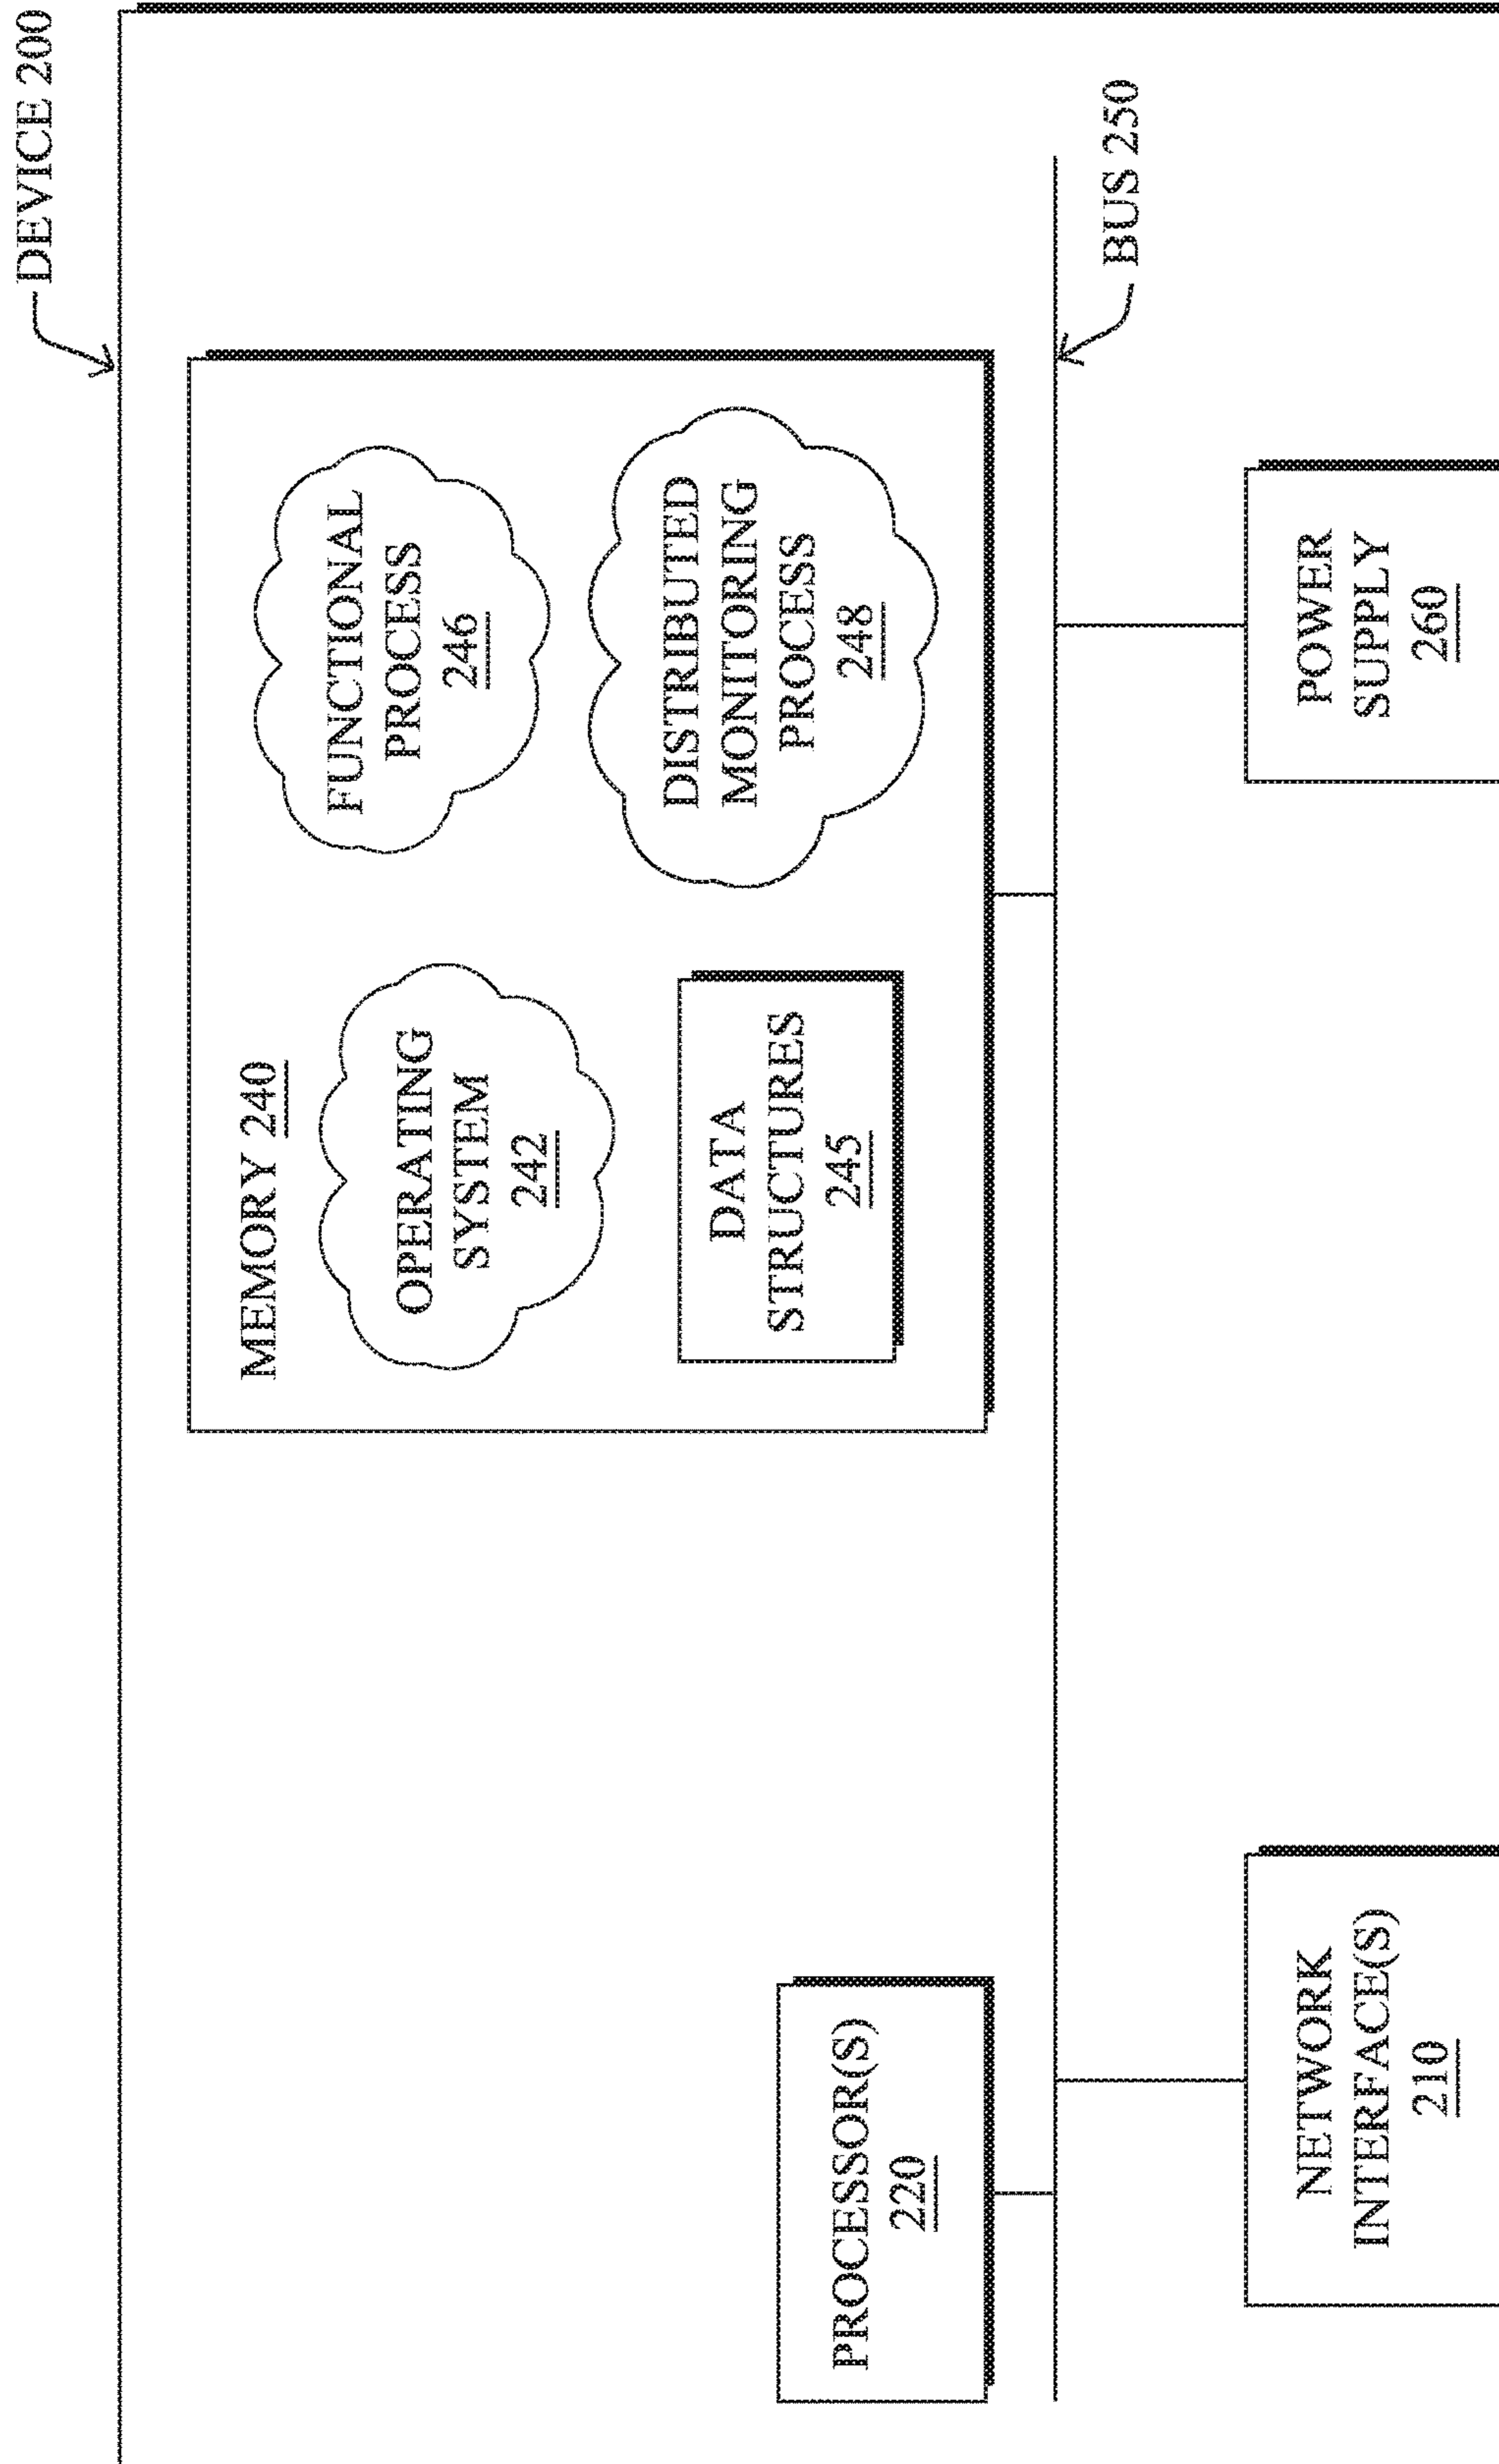 DEVICE 200
MEMORY 240
OPERATING
SYSTEM
242
FUNCTIONAL
PROCESS
246
DATA
STRUCTURES
245
DISTRIBUTED
MONITORING
PROCESS
248
PROCESSOR(S)
220
BUS 250
NETWORK
INTERFACE(S)
210
POWER
SUPPLY
260